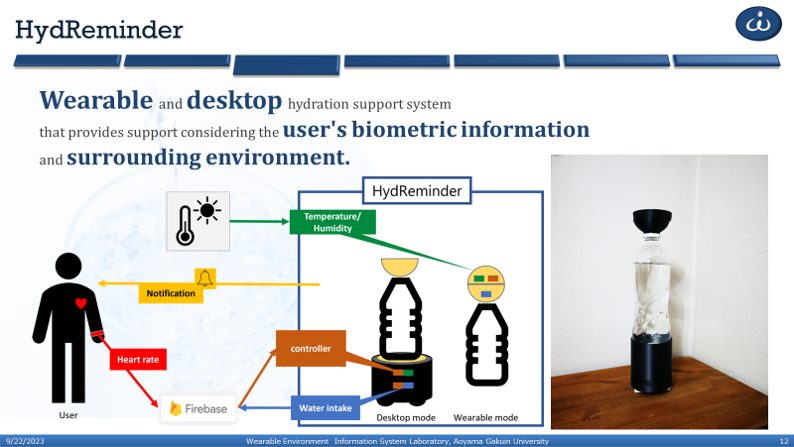 HydReminder
Wearable and desktop hydration support system
that provides support considering the user's biometric information
and surrounding environment.
HydReminder
Temperature/
Humidity
Notification
controller
Heart rate
Firebase
Water intake
User
Desktop mode
Wearable mode
9/22/2023
Wearable Environment Information System Laboratory, Aoyama Gakuin University
12